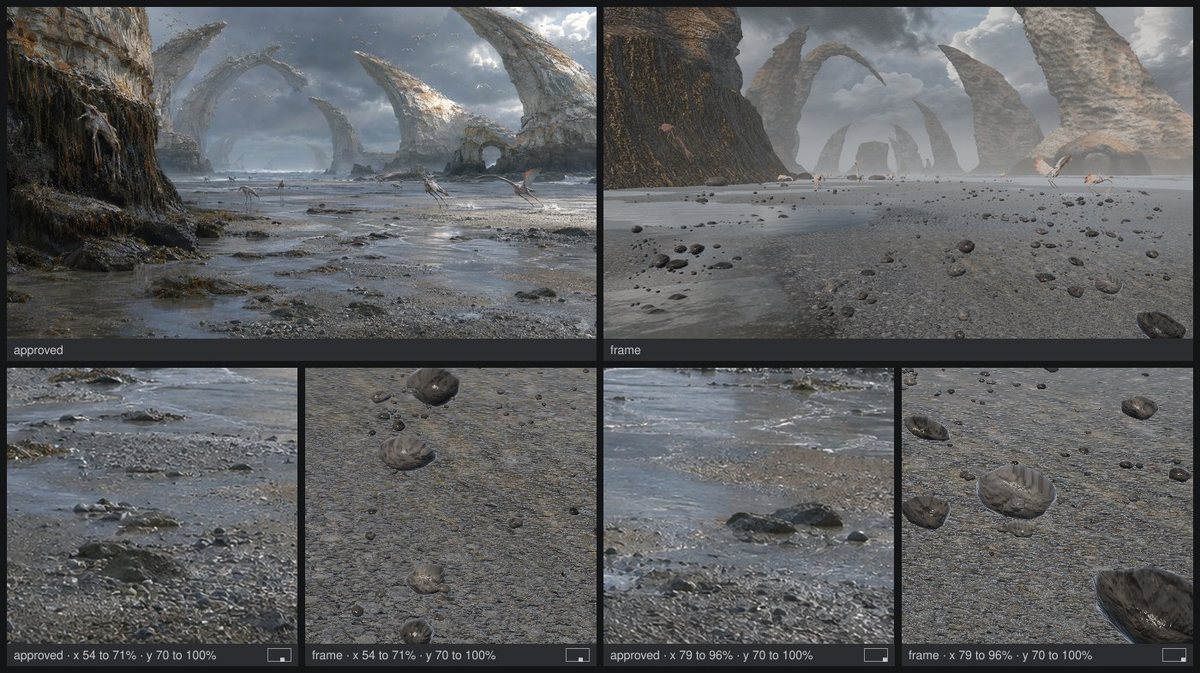 approved
frame
approved · x 54 to 71% · y 70 to 100%
frame · x 54 to 71% · y 70 to 100%
approved · x 79 to 96% · y 70 to 100%
frame · x 79 to 96% · y 70 to 100%